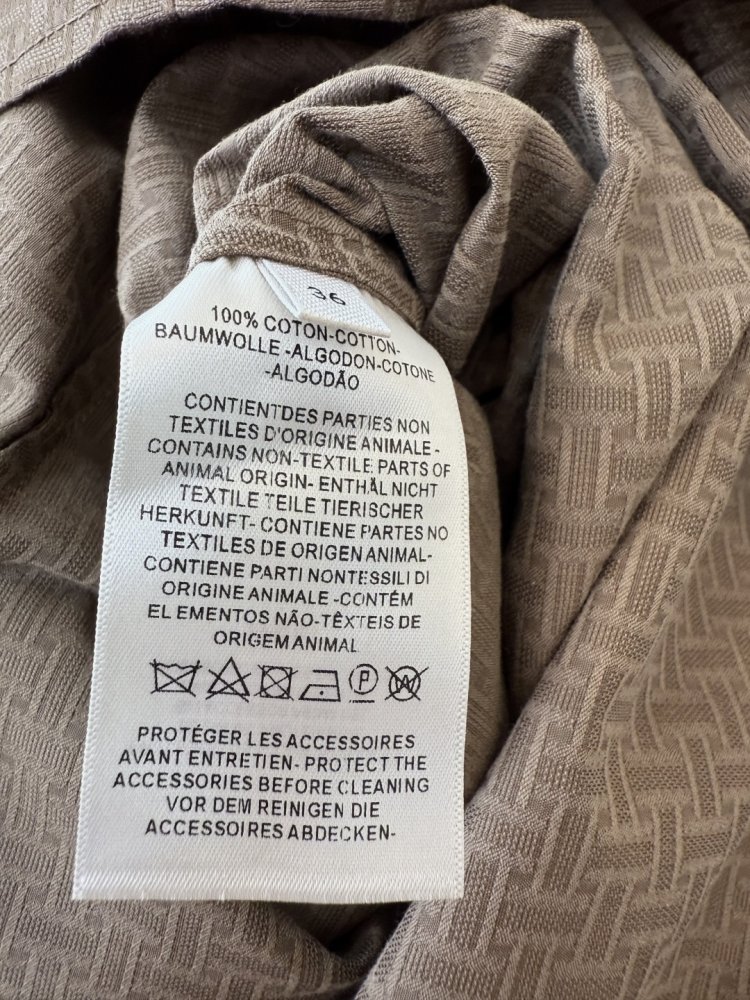 36
100% COTON-COTTON-
BAUMWOLLE -ALGODON-COTONE
-ALGODÃO
CONTIENTDES PARTIES NON
TEXTILES D'ORIGINE ANIMALE -
CONTAINS NON-TEXTILE PARTS OF
ANIMAL ORIGIN- ENTHÄL NICHT
TEXTILE TEILE TIERISCHER
HERKUNFT- CONTIENE PARTES NO
TEXTILES DE ORIGEN ANIMAL-
CONTIENE PARTI NONTESSILI DI
ORIGINE ANIMALE -CONTÉM
EL EMENTOS NÃO-TÊXTEIS DE
ORIGEM ANIMAL
P W
PROTÉGER LES ACCESSOIRES
AVANT ENTRETIEN- PROTECT THE
ACCESSORIES BEFORE CLEANING
VOR DEM REINIGEN DIE
ACCESSOIRES ABDECKEN-